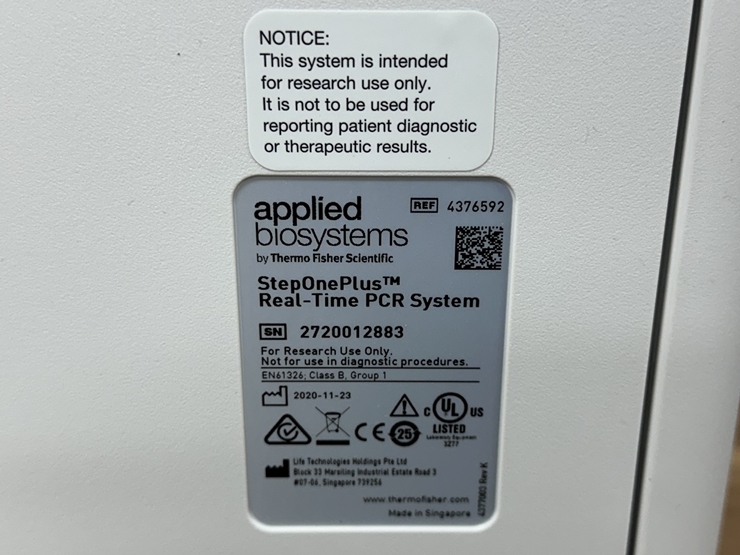 NOTICE:
This system is intended
for research use only.
It is not to be used for
reporting patient diagnostic
or therapeutic results.
applied
biosystems
by Thermo Fisher Scientific
REF 4376592
StepOnePlus™
Real-Time PCR System
SN 2720012883
For Research Use Only.
Not for use in diagnostic procedures.
EN61326; Class B, Group 1
2020-11-23
CE
25
c UL US
LISTED
Laboratory Equipment
Life Technologies Holdings Pte Ltd
Block 33 Marsiling Industrial Estate Road 3
#07-06, Singapore 739256
www.thermofisher.com
Made in Singapore